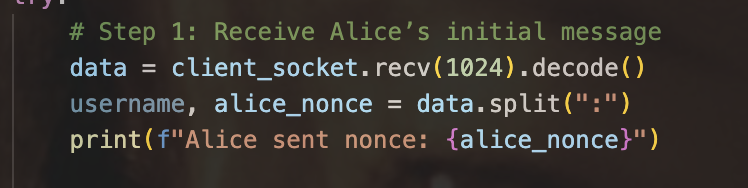 try:
# Step 1: Receive Alice’s initial message
data = client_socket.recv(1024).decode()
username, alice_nonce = data.split(":")
print(f"Alice sent nonce: {alice_nonce}")